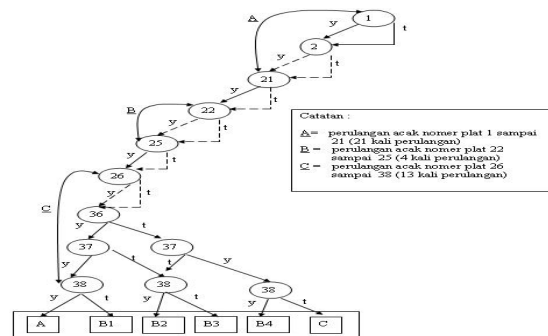 A
1
y
t
2
y
t
21
y
t
B
22
y
t
25
y
t
26
y
t
C
36
y
t
37
37
y
t
t
y
38
38
38
y
t
y
t
y
t
A
B1
B2
B3
B4
C
Catatan :
A= perulangan acak nomer plat 1 sampai
21 (21 kali perulangan)
B = perulangan acak nomer plat 22
sampai 25 (4 kali perulangan)
C = perulangan acak nomer plat 26
sampai 38 (13 kali perulangan)